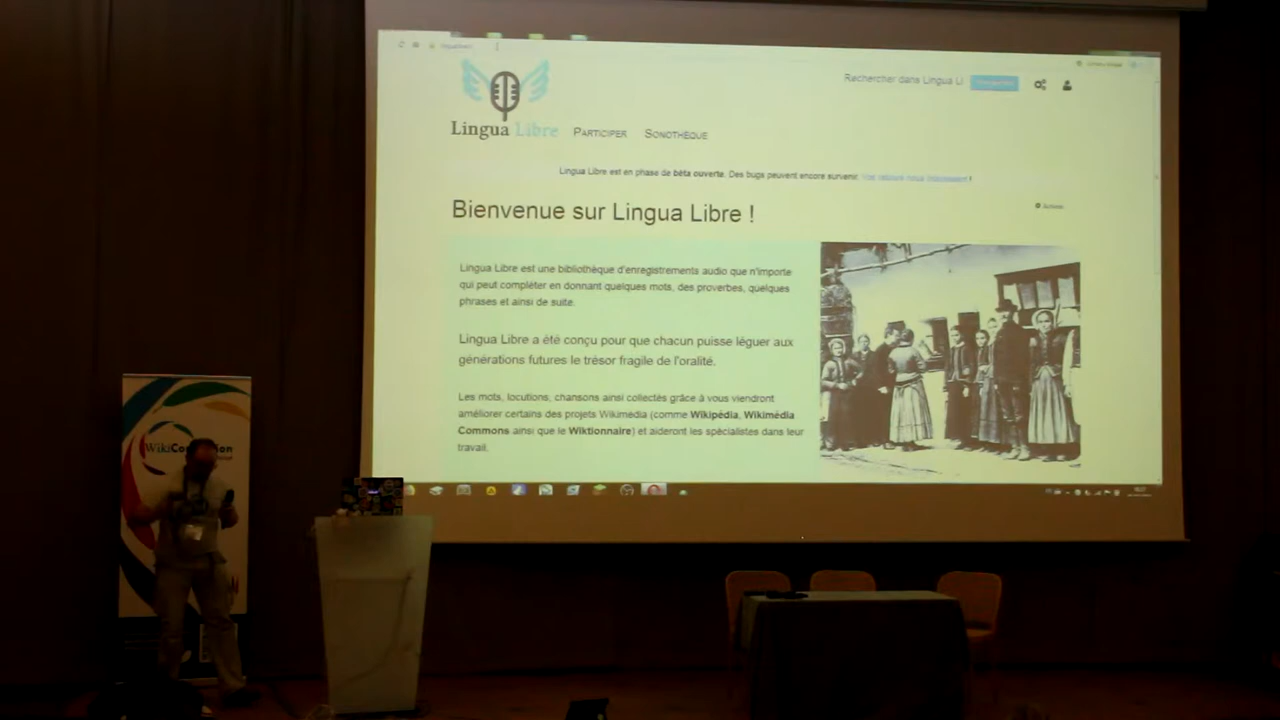 Rechercher dans Lingua Li
Lingua Libre
PARTICIPER
SONOTHÈQUE
Lingua Libre est en phase de bêta ouverte. Des bugs peuvent encore survenir.
Bienvenue sur Lingua Libre !
Lingua Libre est une bibliothèque d'enregistrements audio que n'importe
qui peut compléter en donnant quelques mots, des proverbes, quelques
phrases et ainsi de suite.
Lingua Libre a été conçu pour que chacun puisse léguer aux
générations futures le trésor fragile de l'oralité.
Les mots, locutions, chansons ainsi collectés grâce à vous viendront
améliorer certains des projets Wikimédia (comme Wikipédia, Wikimédia
Commons ainsi que le Wiktionnaire) et aideront les spécialistes dans leur
travail.